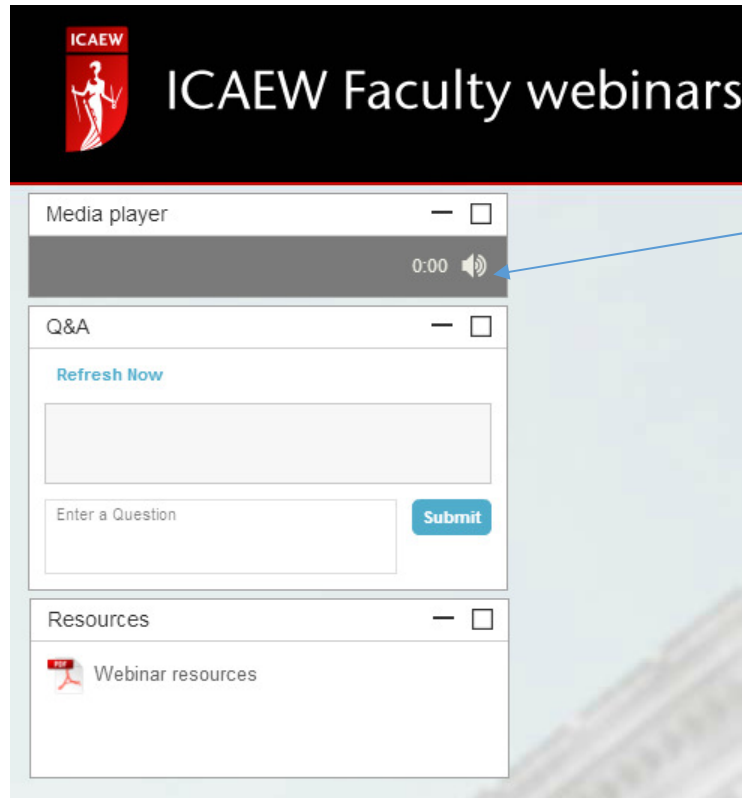 ICAEW
ICAEW Faculty webinars
Media player
0:00
Q&A
Refresh Now
Enter a Question
Submit
Resources
PDF
Webinar resources